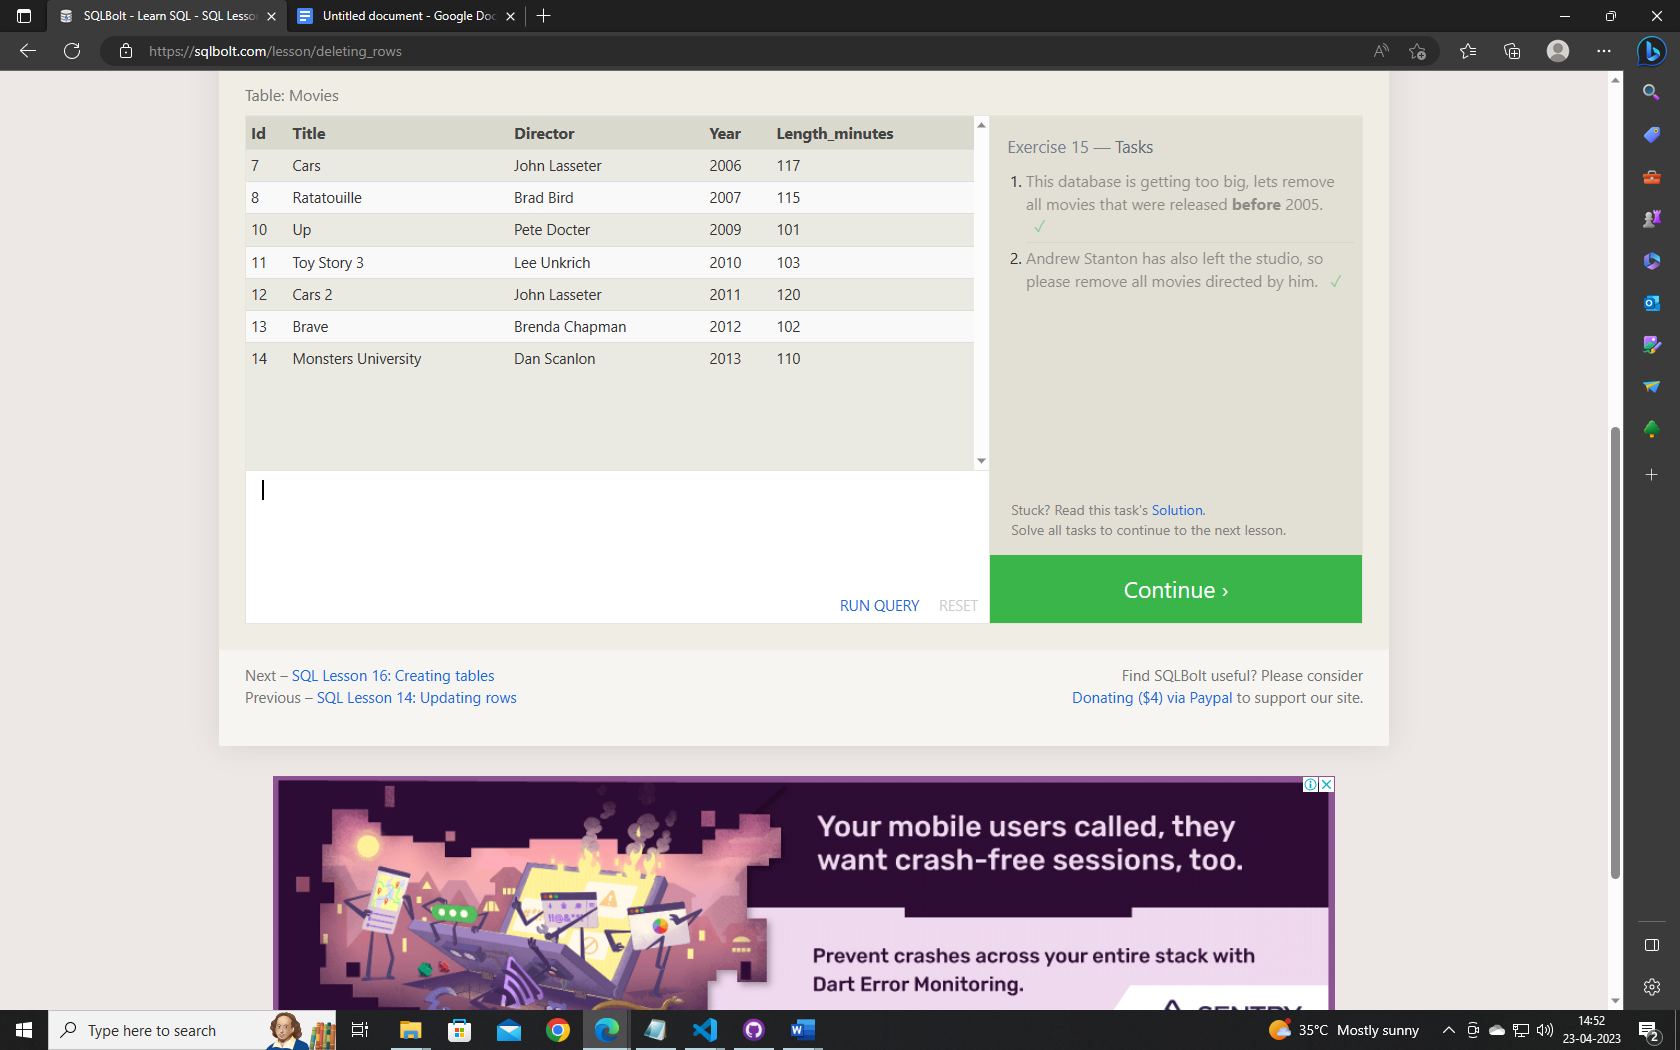 SQLBolt - Learn SQL - SQL Lesso
Untitled document - Google Doc
https://sqlbolt.com/lesson/deleting_rows
Table: Movies
Id Title Director Year Length_minutes
7 Cars John Lasseter 2006 117
8 Ratatouille Brad Bird 2007 115
10 Up Pete Docter 2009 101
11 Toy Story 3 Lee Unkrich 2010 103
12 Cars 2 John Lasseter 2011 120
13 Brave Brenda Chapman 2012 102
14 Monsters University Dan Scanlon 2013 110
Exercise 15 — Tasks
1. This database is getting too big, lets remove
all movies that were released before 2005.
✓
2. Andrew Stanton has also left the studio, so
please remove all movies directed by him. ✓
Stuck? Read this task's Solution.
Solve all tasks to continue to the next lesson.
RUN QUERY RESET
Continue ›
Next – SQL Lesson 16: Creating tables
Previous – SQL Lesson 14: Updating rows
Find SQLBolt useful? Please consider
Donating ($4) via Paypal to support our site.
Your mobile users called, they
want crash-free sessions, too.
Prevent crashes across your entire stack with
Dart Error Monitoring.
SENTRY
Type here to search
35°C Mostly sunny
14:52
23-04-2023
2